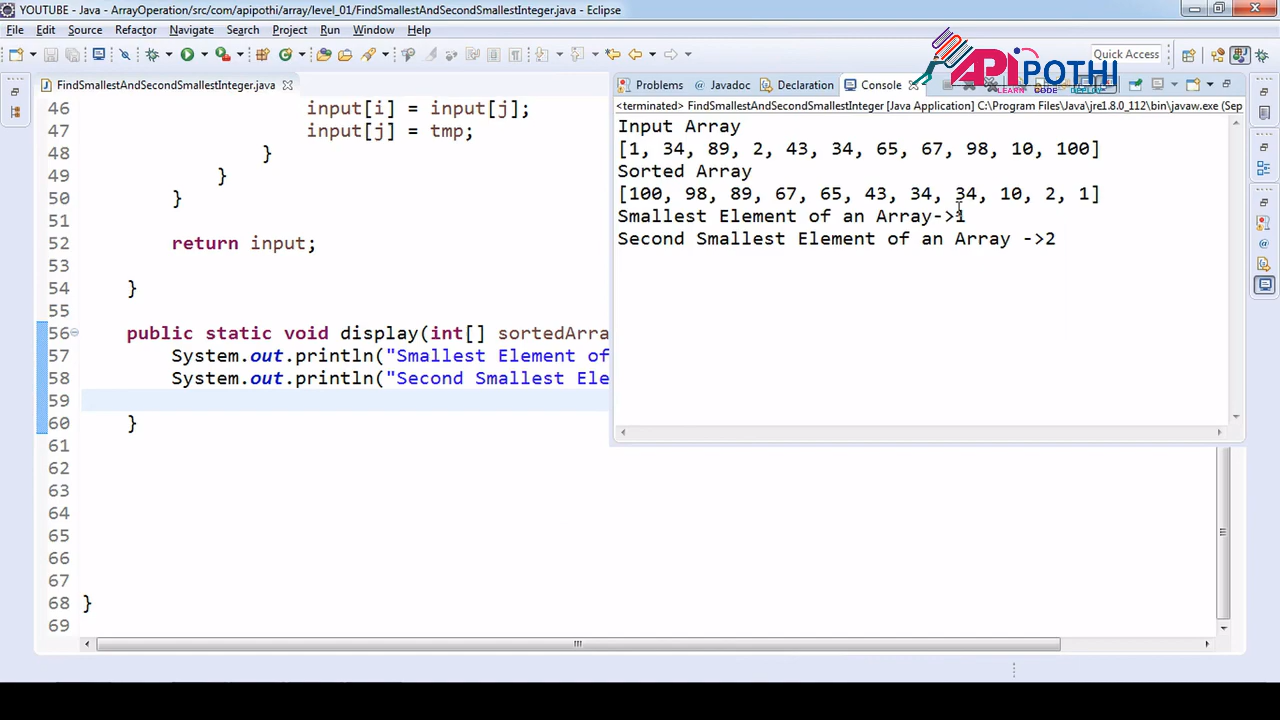 YOUTUBE - Java - ArrayOperation/src/com/apipothi/array/level_01/FindSmallestAndSecondSmallestInteger.java - Eclipse
File Edit Source Refactor Navigate Search Project Run Window Help
Quick Access
APIPOTHI
LEARN CODE DEPLOY
FindSmallestAndSecondSmallestInteger.java
46 input[i] = input[j];
47 input[j] = tmp;
48 }
49 }
50 }
51
52 return input;
53
54 }
55
56 public static void display(int[] sortedArra
57 System.out.println("Smallest Element of
58 System.out.println("Second Smallest Ele
59
60 }
61
62
63
64
65
66
67
68 }
69
Problems Javadoc Declaration Console
<terminated> FindSmallestAndSecondSmallestInteger [Java Application] C:\Program Files\Java\jre1.8.0_112\bin\javaw.exe (Sep
Input Array
[1, 34, 89, 2, 43, 34, 65, 67, 98, 10, 100]
Sorted Array
[100, 98, 89, 67, 65, 43, 34, 34, 10, 2, 1]
Smallest Element of an Array->1
Second Smallest Element of an Array ->2